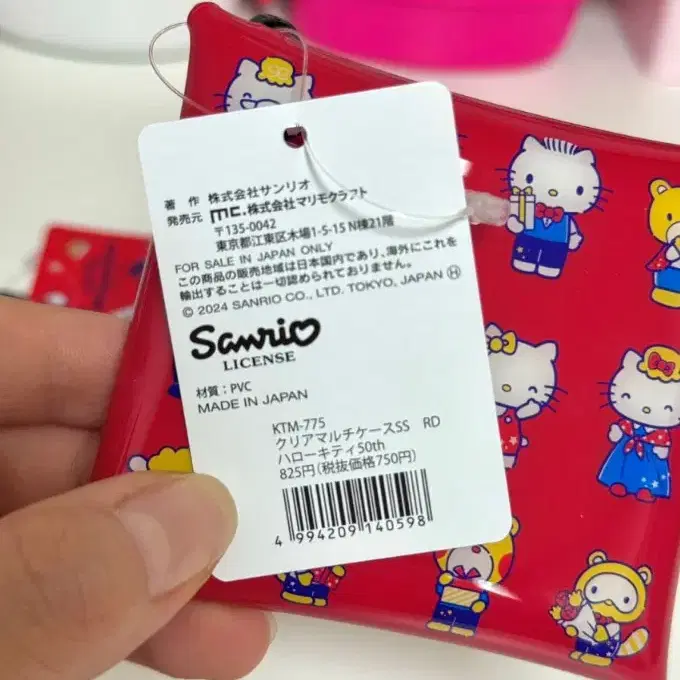 著 作 株式会社サンリオ
発売元 mc.株式会社マリモクラフト
〒135-0042
東京都江東区木場1-5-15 N棟21階
FOR SALE IN JAPAN ONLY
この商品の販売地域は日本国内であり、海外にこれを
輸出することは一切認められておりません。
© 2024 SANRIO CO., LTD. TOKYO, JAPAN Ⓗ
Sanrio
LICENSE
材質：PVC
MADE IN JAPAN
KTM-775
クリアマルチケースSS RD
ハローキティ50th
825円(税抜価格750円)
4 994209 140598